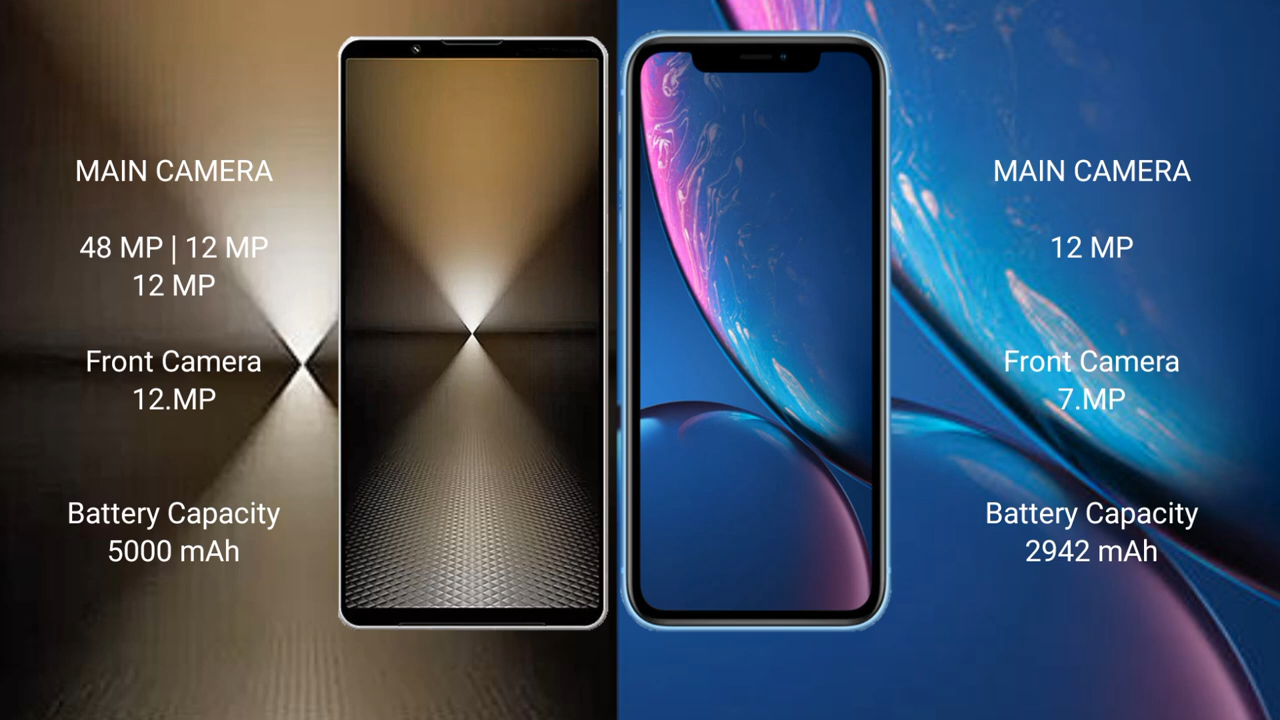 MAIN CAMERA
48 MP | 12 MP
12 MP
Front Camera
12.MP
Battery Capacity
5000 mAh
MAIN CAMERA
12 MP
Front Camera
7.MP
Battery Capacity
2942 mAh